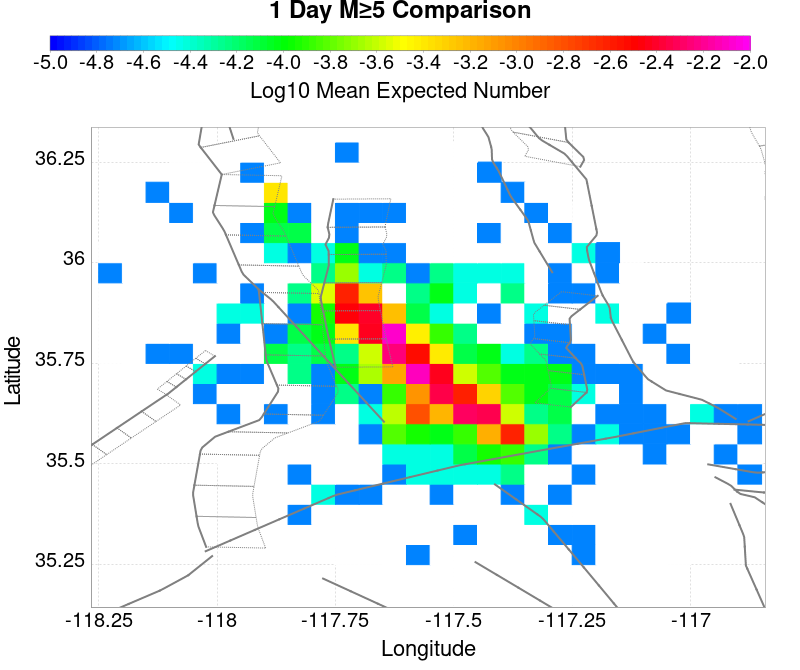 1 Day M≥5 Comparison
-5.0 -4.8 -4.6 -4.4 -4.2 -4.0 -3.8 -3.6 -3.4 -3.2 -3.0 -2.8 -2.6 -2.4 -2.2 -2.0
Log10 Mean Expected Number
36.25
36
35.75
35.5
35.25
Latitude
-118.25 -118 -117.75 -117.5 -117.25 -117
Longitude